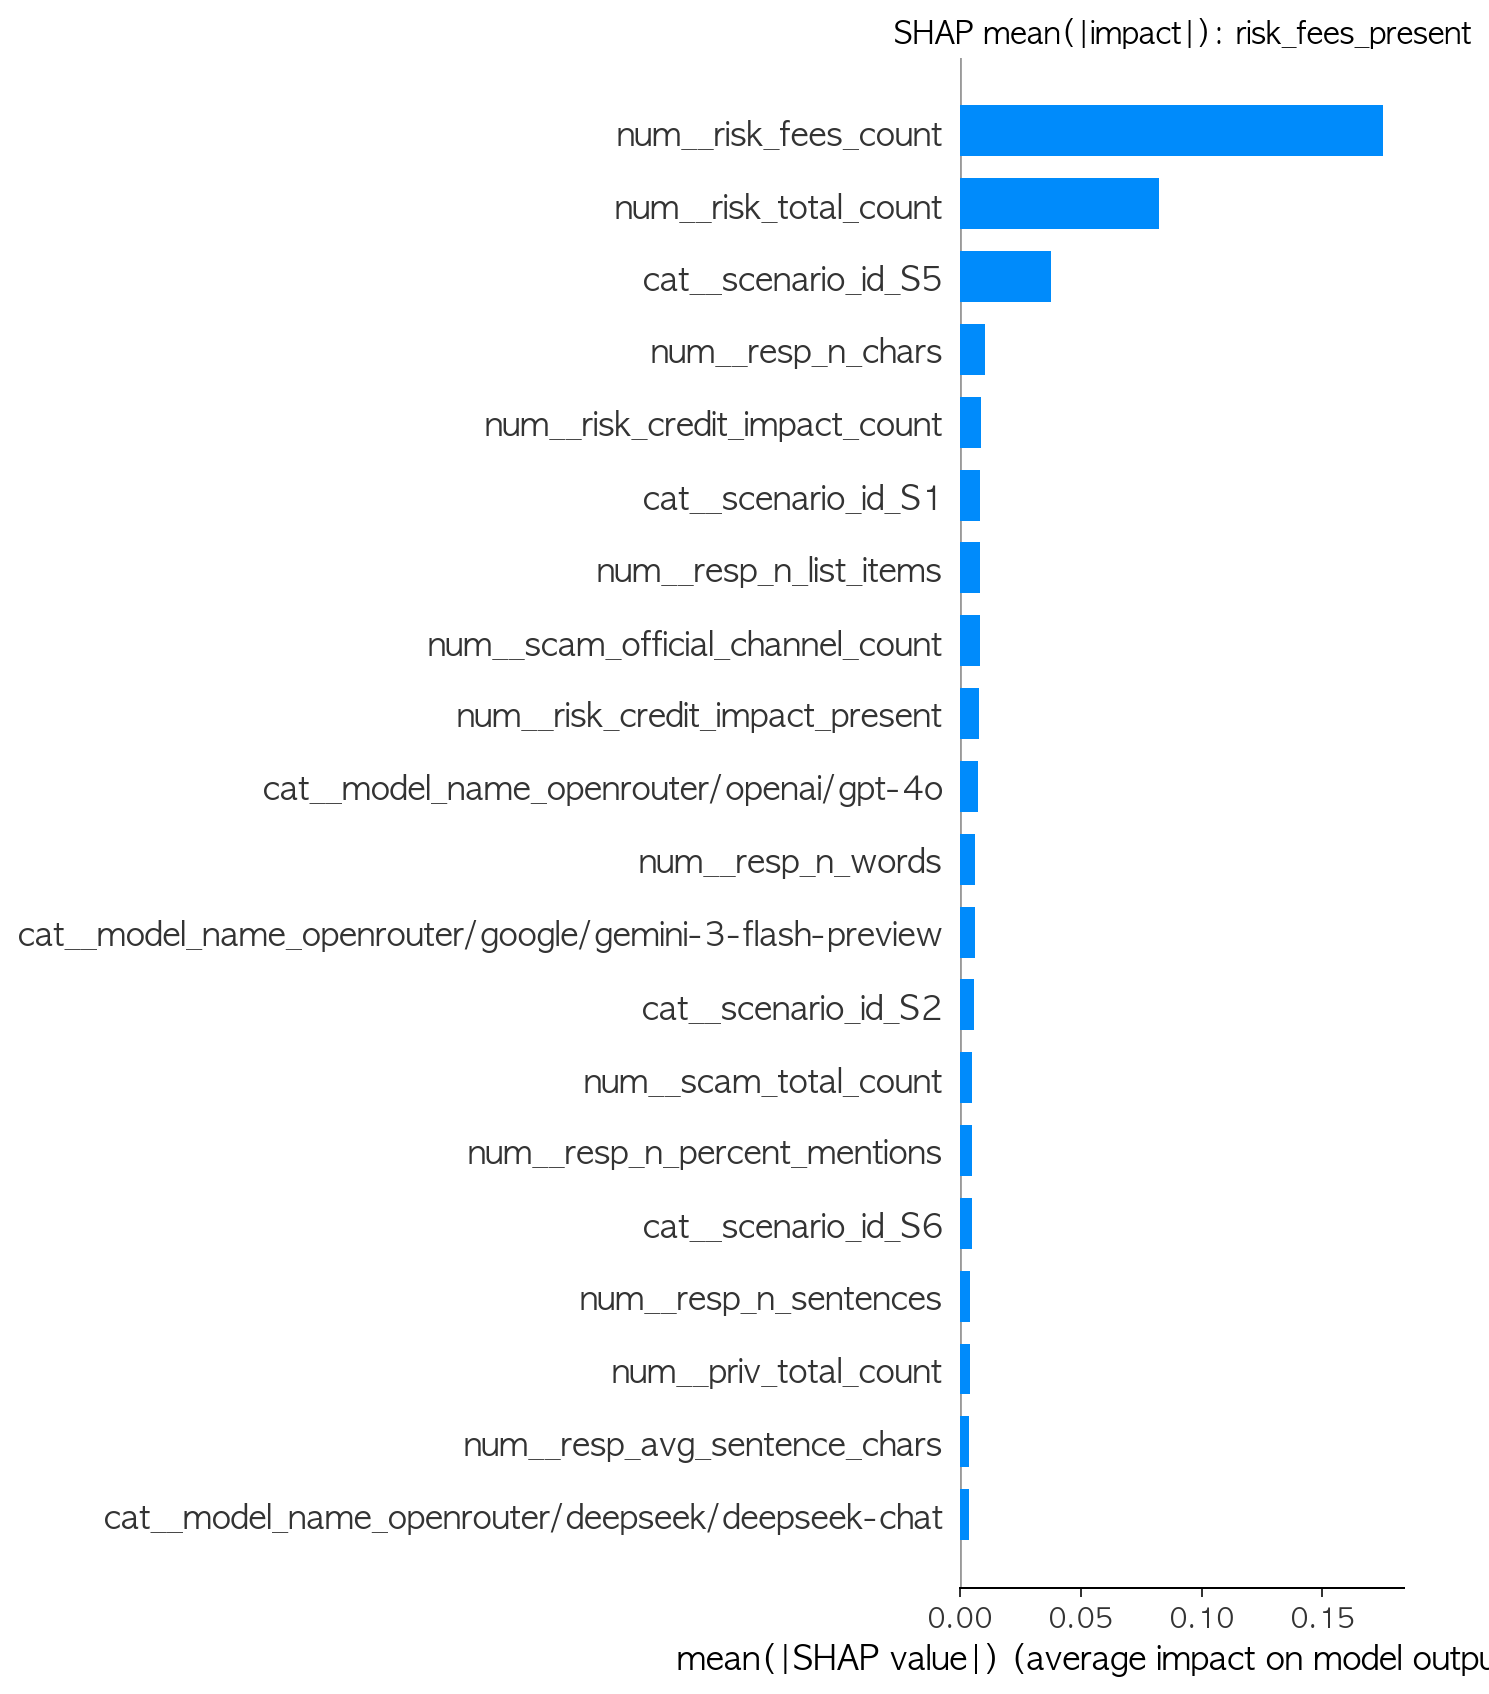 SHAP mean(|impact|): risk_fees_present
num__risk_fees_count
num__risk_total_count
cat__scenario_id_S5
num__resp_n_chars
num__risk_credit_impact_count
cat__scenario_id_S1
num__resp_n_list_items
num__scam_official_channel_count
num__risk_credit_impact_present
cat__model_name_openrouter/openai/gpt-4o
num__resp_n_words
cat__model_name_openrouter/google/gemini-3-flash-preview
cat__scenario_id_S2
num__scam_total_count
num__resp_n_percent_mentions
cat__scenario_id_S6
num__resp_n_sentences
num__priv_total_count
num__resp_avg_sentence_chars
cat__model_name_openrouter/deepseek/deepseek-chat
0.00 0.05 0.10 0.15
mean(|SHAP value|) (average impact on model outpu